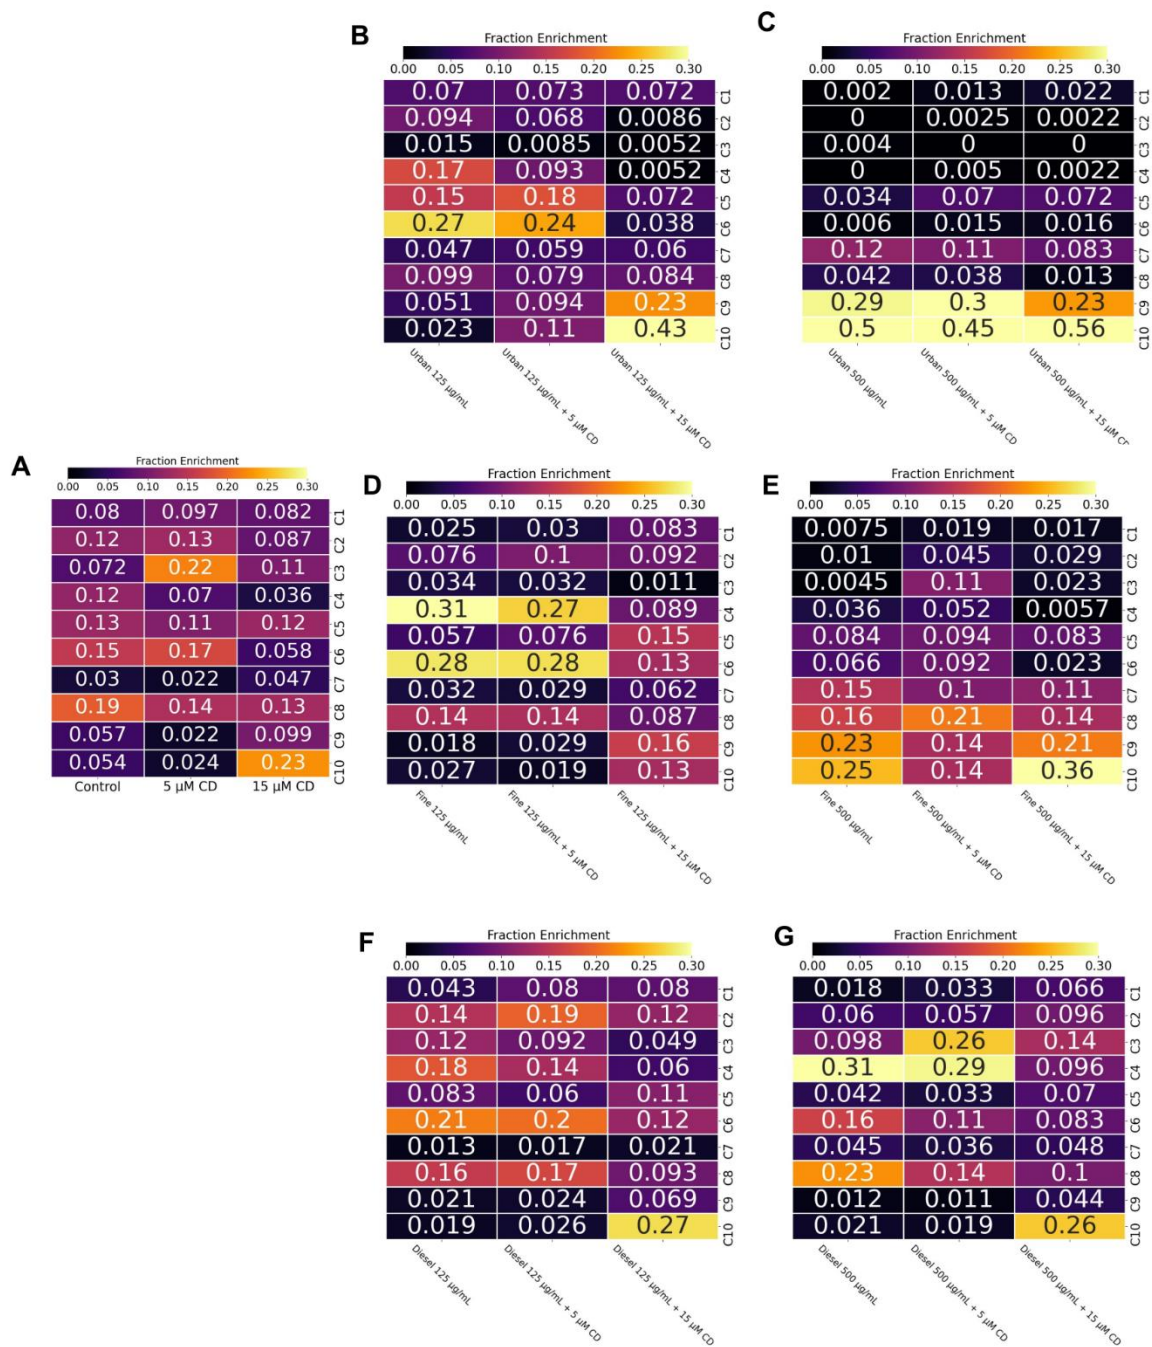 B
Fraction Enrichment
0.00 0.05 0.10 0.15 0.20 0.25 0.30
0.07 0.073 0.072 C1
0.094 0.068 0.0086 C2
0.015 0.0085 0.0052 C3
0.17 0.093 0.0052 C4
0.15 0.18 0.072 C5
0.27 0.24 0.038 C6
0.047 0.059 0.06 C7
0.099 0.079 0.084 C8
0.051 0.094 0.23 C9
0.023 0.11 0.43 C10
Urban 125 µg/mL
Urban 125 µg/mL + 5 µM CD
Urban 125 µg/mL + 15 µM CD
C
Fraction Enrichment
0.00 0.05 0.10 0.15 0.20 0.25 0.30
0.002 0.013 0.022 C1
0 0.0025 0.0022 C2
0.004 0 0 C3
0 0.005 0.0022 C4
0.034 0.07 0.072 C5
0.006 0.015 0.016 C6
0.12 0.11 0.083 C7
0.042 0.038 0.013 C8
0.29 0.3 0.23 C9
0.5 0.45 0.56 C10
Urban 500 µg/mL
Urban 500 µg/mL + 5 µM CD
Urban 500 µg/mL + 15 µM C
A
Fraction Enrichment
0.00 0.05 0.10 0.15 0.20 0.25 0.30
0.08 0.097 0.082 C1
0.12 0.13 0.087 C2
0.072 0.22 0.11 C3
0.12 0.07 0.036 C4
0.13 0.11 0.12 C5
0.15 0.17 0.058 C6
0.03 0.022 0.047 C7
0.19 0.14 0.13 C8
0.057 0.022 0.099 C9
0.054 0.024 0.23 C10
Control 5 µM CD 15 µM CD
D
Fraction Enrichment
0.00 0.05 0.10 0.15 0.20 0.25 0.30
0.025 0.03 0.083 C1
0.076 0.1 0.092 C2
0.034 0.032 0.011 C3
0.31 0.27 0.089 C4
0.057 0.076 0.15 C5
0.28 0.28 0.13 C6
0.032 0.029 0.062 C7
0.14 0.14 0.087 C8
0.018 0.029 0.16 C9
0.027 0.019 0.13 C10
Fine 125 µg/mL
Fine 125 µg/mL + 5 µM CD
Fine 125 µg/mL + 15 µM CD
E
Fraction Enrichment
0.00 0.05 0.10 0.15 0.20 0.25 0.30
0.0075 0.019 0.017 C1
0.01 0.045 0.029 C2
0.0045 0.11 0.023 C3
0.036 0.052 0.0057 C4
0.084 0.094 0.083 C5
0.066 0.092 0.023 C6
0.15 0.1 0.11 C7
0.16 0.21 0.14 C8
0.23 0.14 0.21 C9
0.25 0.14 0.36 C10
Fine 500 µg/mL
Fine 500 µg/mL + 5 µM CD
Fine 500 µg/mL + 15 µM CD
F
Fraction Enrichment
0.00 0.05 0.10 0.15 0.20 0.25 0.30
0.043 0.08 0.08 C1
0.14 0.19 0.12 C2
0.12 0.092 0.049 C3
0.18 0.14 0.06 C4
0.083 0.06 0.11 C5
0.21 0.2 0.12 C6
0.013 0.017 0.021 C7
0.16 0.17 0.093 C8
0.021 0.024 0.069 C9
0.019 0.026 0.27 C10
Diesel 125 µg/mL
Diesel 125 µg/mL + 5 µM CD
Diesel 125 µg/mL + 15 µM CD
G
Fraction Enrichment
0.00 0.05 0.10 0.15 0.20 0.25 0.30
0.018 0.033 0.066 C1
0.06 0.057 0.096 C2
0.098 0.26 0.14 C3
0.31 0.29 0.096 C4
0.042 0.033 0.07 C5
0.16 0.11 0.083 C6
0.045 0.036 0.048 C7
0.23 0.14 0.1 C8
0.012 0.011 0.044 C9
0.021 0.019 0.26 C10
Diesel 500 µg/mL
Diesel 500 µg/mL + 5 µM CD
Diesel 500 µg/mL + 15 µM CD